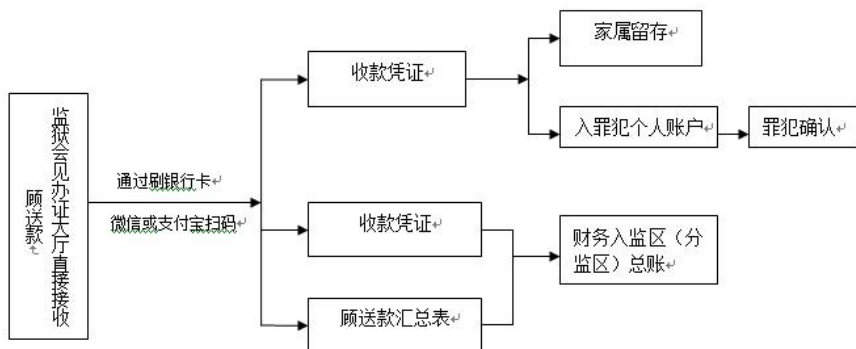 监狱会见办证大厅直接接收
顾送款
通过刷银行卡
微信或支付宝扫码
收款凭证
家属留存
入罪犯个人账户
罪犯确认
收款凭证
顾送款汇总表
财务入监区（分
监区）总账